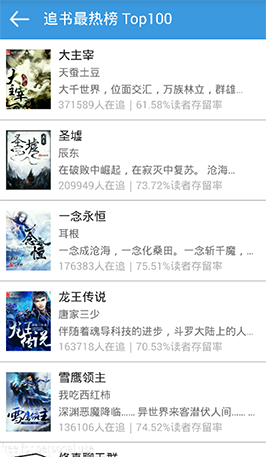 追书最热榜 Top100
大主宰
天蚕土豆
大千世界，位面交汇，万族林立，群雄...
371589人在追 | 61.58%读者存留率
圣墟
辰东
在破败中崛起，在寂灭中复苏。 沧海...
209949人在追 | 73.72%读者存留率
一念永恒
耳根
一念成沧海，一念化桑田。一念斩千魔，...
176383人在追 | 75.51%读者存留率
龙王传说
唐家三少
伴随着魂导科技的进步，斗罗大陆上的人...
163718人在追 | 70.53%读者存留率
雪鹰领主
我吃西红柿
深渊恶魔降临...... 异世界来客潜伏人间......
136106人在追 | 74.92%读者存留率
修真聊天群